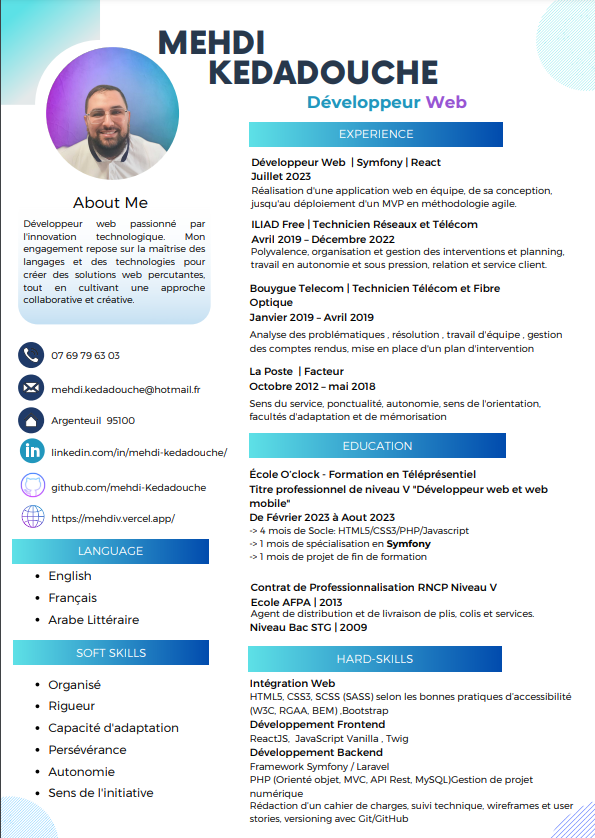 MEHDI
KEDADOUCHE
Développeur Web
About Me
Développeur web passionné par
l'innovation technologique. Mon
engagement repose sur la maîtrise des
langages et des technologies pour
créer des solutions web percutantes,
tout en cultivant une approche
collaborative et créative.
07 69 79 63 03
mehdi.kedadouche@hotmail.fr
Argenteuil 95100
linkedin.com/in/mehdi-kedadouche/
github.com/mehdi-Kedadouche
https://mehdiv.vercel.app/
LANGUAGE
English
Français
Arabe Littéraire
SOFT SKILLS
Organisé
Rigueur
Capacité d'adaptation
Persévérance
Autonomie
Sens de l'initiative
EXPERIENCE
Développeur Web | Symfony | React
Juillet 2023
Réalisation d'une application web en équipe, de sa conception,
jusqu'au déploiement d'un MVP en méthodologie agile.
ILIAD Free | Technicien Réseaux et Télécom
Avril 2019 – Décembre 2022
Polyvalence, organisation et gestion des interventions et planning,
travail en autonomie et sous pression, relation et service client.
Bouygue Telecom | Technicien Télécom et Fibre
Optique
Janvier 2019 – Avril 2019
Analyse des problématiques , résolution , travail d'équipe , gestion
des comptes rendus, mise en place d'un plan d'intervention
La Poste | Facteur
Octobre 2012 – mai 2018
Sens du service, ponctualité, autonomie, sens de l'orientation,
facultés d'adaptation et de mémorisation
EDUCATION
École O'clock - Formation en Téléprésentiel
Titre professionnel de niveau V "Développeur web et web
mobile"
De Février 2023 à Aout 2023
-> 4 mois de Socle: HTML5/CSS3/PHP/Javascript
-> 1 mois de spécialisation en Symfony
-> 1 mois de projet de fin de formation
Contrat de Professionnalisation RNCP Niveau V
Ecole AFPA | 2013
Agent de distribution et de livraison de plis, colis et services.
Niveau Bac STG | 2009
HARD-SKILLS
Intégration Web
HTML5, CSS3, SCSS (SASS) selon les bonnes pratiques d'accessibilité
(W3C, RGAA, BEM) ,Bootstrap
Développement Frontend
ReactJS, JavaScript Vanilla , Twig
Développement Backend
Framework Symfony / Laravel
PHP (Orienté objet, MVC, API Rest, MySQL)Gestion de projet
numérique
Rédaction d'un cahier de charges, suivi technique, wireframes et user
stories, versioning avec Git/GitHub